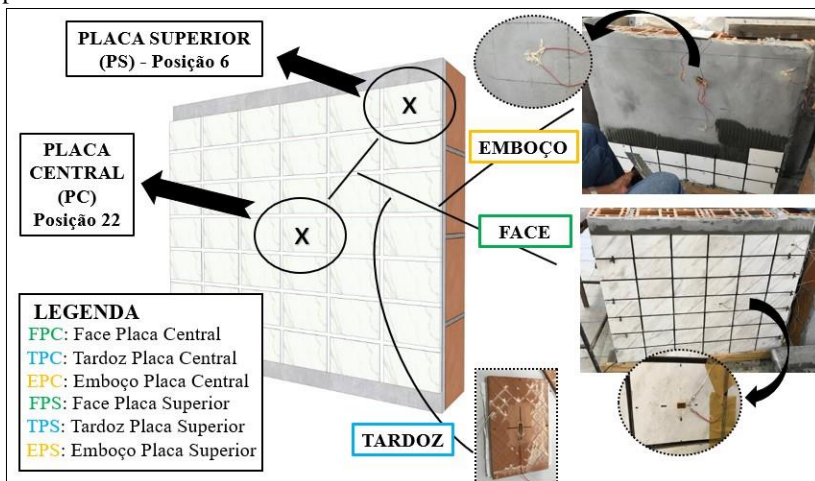 PLACA SUPERIOR
(PS) - Posição 6
PLACA
CENTRAL
(PC)
Posição 22
X
X
EMBOÇO
FACE
TARDOZ
LEGENDA
FPC: Face Placa Central
TPC: Tardoz Placa Central
EPC: Emboço Placa Central
FPS: Face Placa Superior
TPS: Tardoz Placa Superior
EPS: Emboço Placa Superior